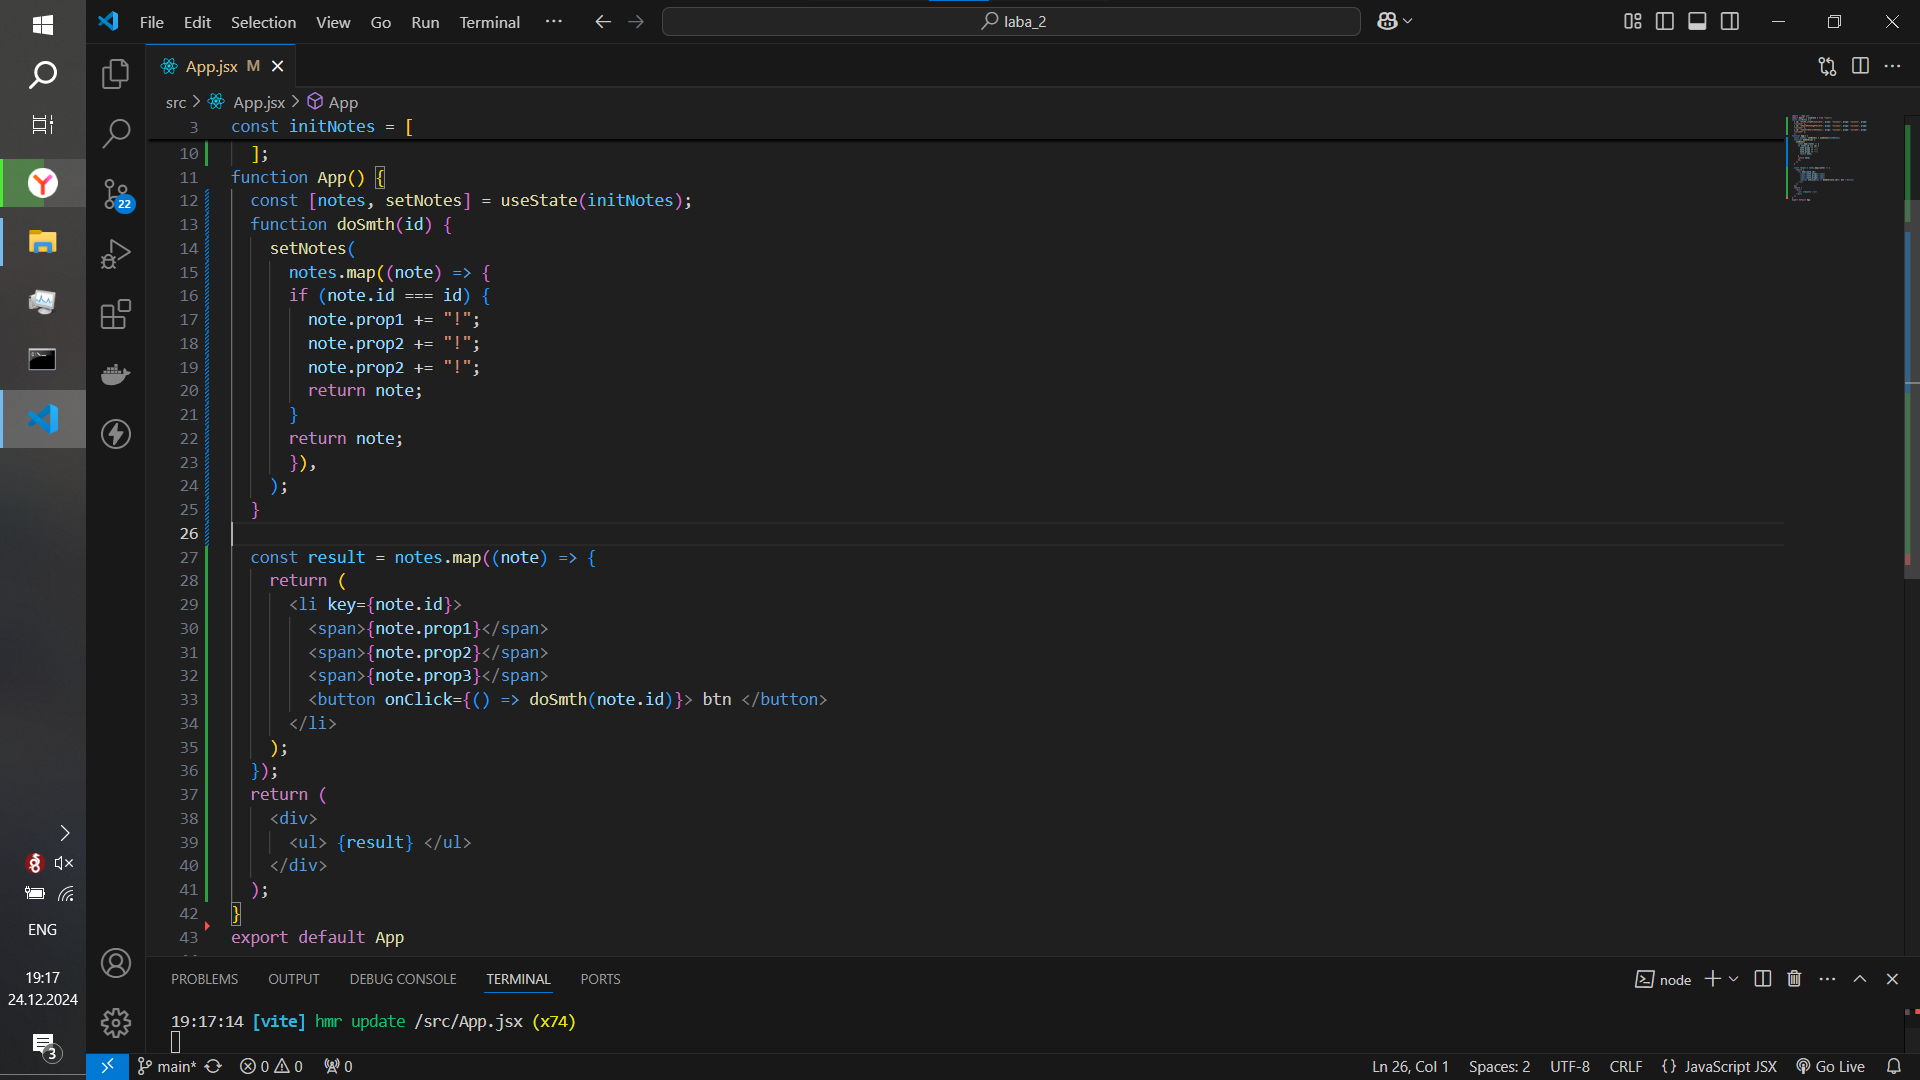 File Edit Selection View Go Run Terminal ··· laba_2
App.jsx M
src > App.jsx > App
3 const initNotes = [
10 ];
11 function App() {
12 const [notes, setNotes] = useState(initNotes);
13 function doSmth(id) {
14 setNotes(
15 notes.map((note) => {
16 if (note.id === id) {
17 note.prop1 += "!";
18 note.prop2 += "!";
19 note.prop2 += "!";
20 return note;
21 }
22 return note;
23 }),
24 );
25 }
26
27 const result = notes.map((note) => {
28 return (
29 <li key={note.id}>
30 <span>{note.prop1}</span>
31 <span>{note.prop2}</span>
32 <span>{note.prop3}</span>
33 <button onClick={() => doSmth(note.id)}> btn </button>
34 </li>
35 );
36 });
37 return (
38 <div>
39 <ul> {result} </ul>
40 </div>
41 );
42 }
43 export default App
22
ENG
19:17
24.12.2024
3
PROBLEMS OUTPUT DEBUG CONSOLE TERMINAL PORTS node
19:17:14 [vite] hmr update /src/App.jsx (x74)
main* 0 0 0 Ln 26, Col 1 Spaces: 2 UTF-8 CRLF {} JavaScript JSX Go Live